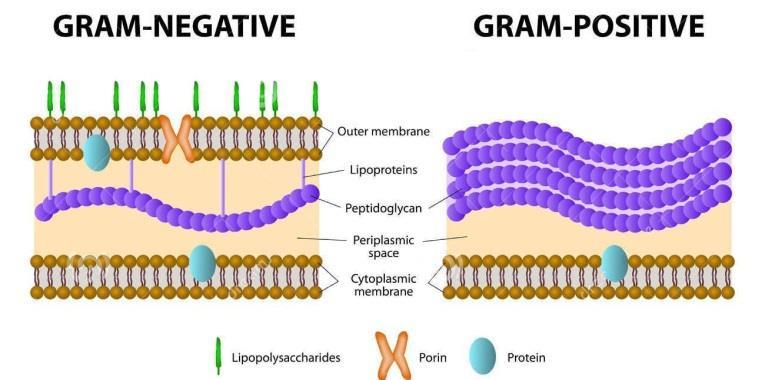 GRAM-NEGATIVE
GRAM-POSITIVE
Outer membrane
Lipoproteins
Peptidoglycan
Periplasmic
space
Cytoplasmic
membrane
Lipopolysaccharides
Porin
Protein